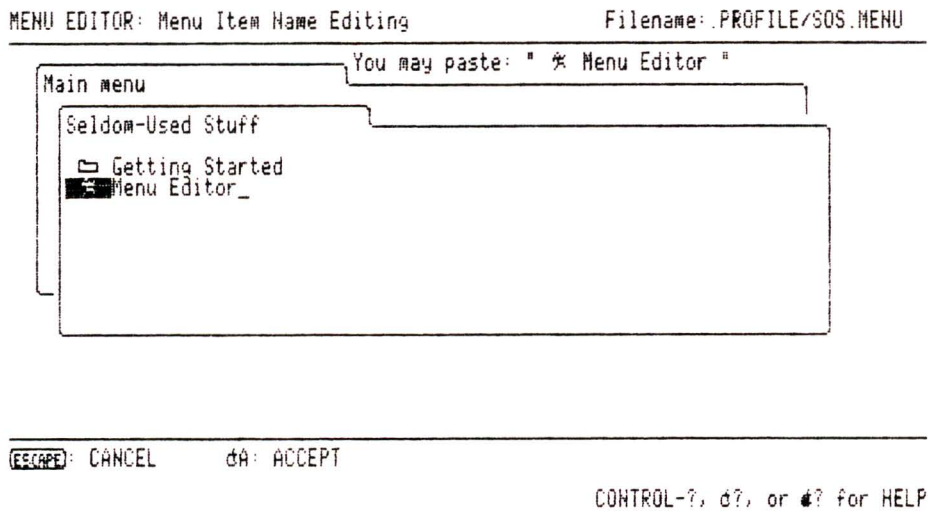 MENU EDITOR: Menu Item Name Editing Filename: .PROFILE/SOS.MENU
You may paste: " Menu Editor "
Main menu
Seldom-Used Stuff
Getting Started
Menu Editor_
ESCAPE: CANCEL A: ACCEPT
CONTROL-?, ?, or ? for HELP